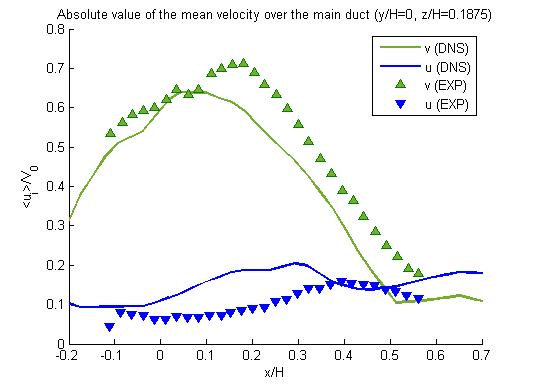 Absolute value of the mean velocity over the main duct (y/H=0, z/H=0.1875)
0.8
0.7
0.6
0.5
0.4
0.3
0.2
0.1
0
<u_i>/V_0
v (DNS)
u (DNS)
v (EXP)
u (EXP)
-0.2 -0.1 0 0.1 0.2 0.3 0.4 0.5 0.6 0.7
x/H